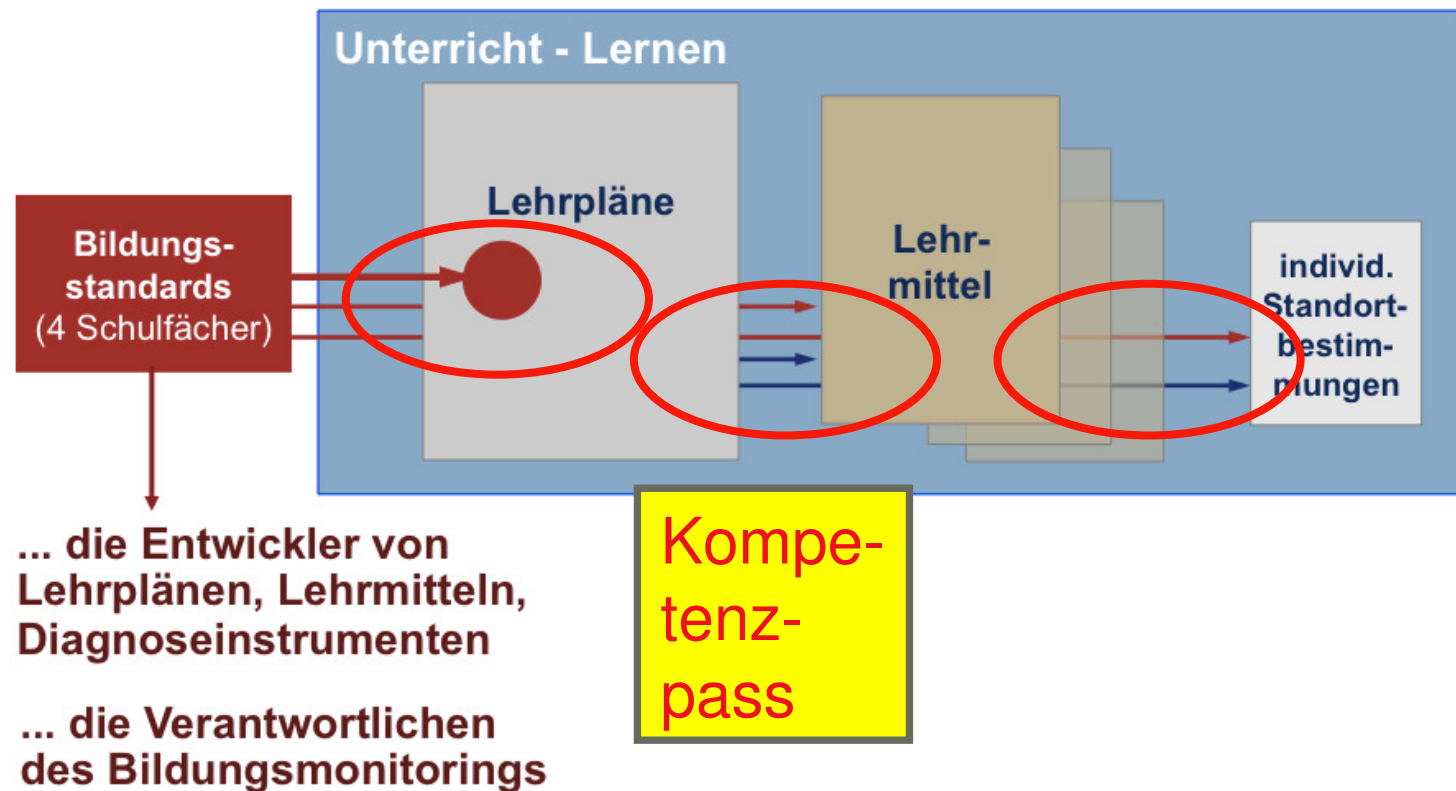 Unterricht - Lernen
Lehrpläne
Bildungs-
standards
(4 Schulfächer)
Lehr-
mittel
individ.
Standort-
bestim-
mungen
... die Entwickler von
Lehrplänen, Lehrmitteln,
Diagnoseinstrumenten
... die Verantwortlichen
des Bildungsmonitorings
Kompe-
tenz-
pass